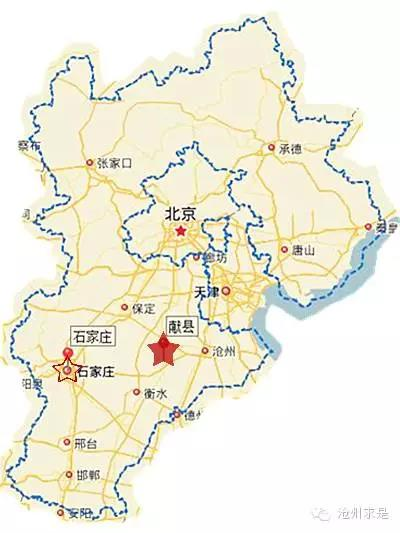 承德
察布
张家口
北京
秦皇
唐山
廊坊
天津
保定
献县
石家庄
沧州
石家庄
阳泉
衡水
德州
邢台
邯郸
安阳
沧州求是